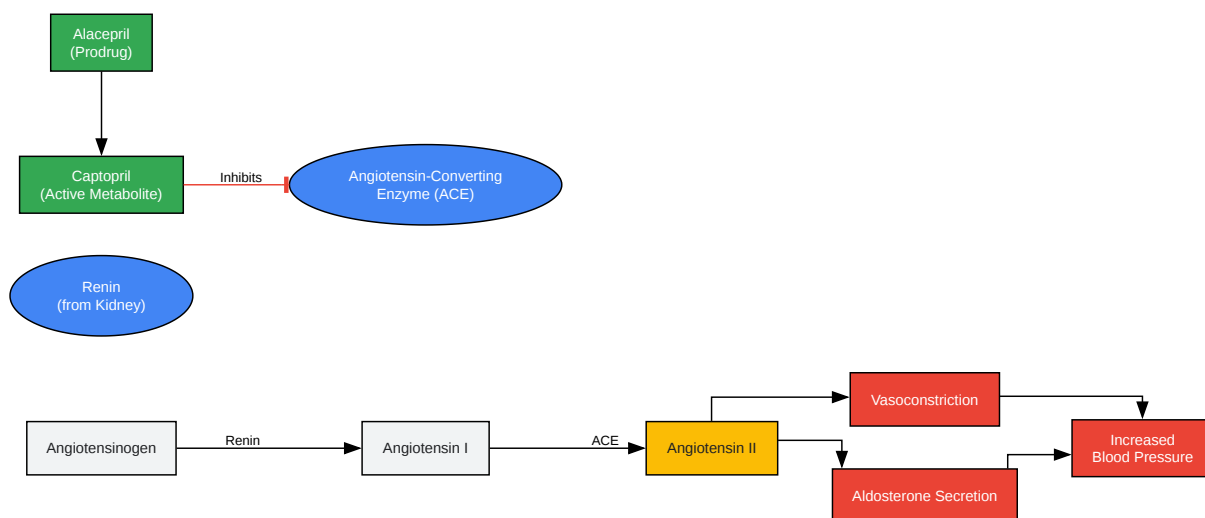 Alacepril
(Prodrug)
Captopril
(Active Metabolite)
Inhibits
Angiotensin-Converting
Enzyme (ACE)
Renin
(from Kidney)
Angiotensinogen
Renin
Angiotensin I
ACE
Angiotensin II
Vasoconstriction
Aldosterone Secretion
Increased
Blood Pressure